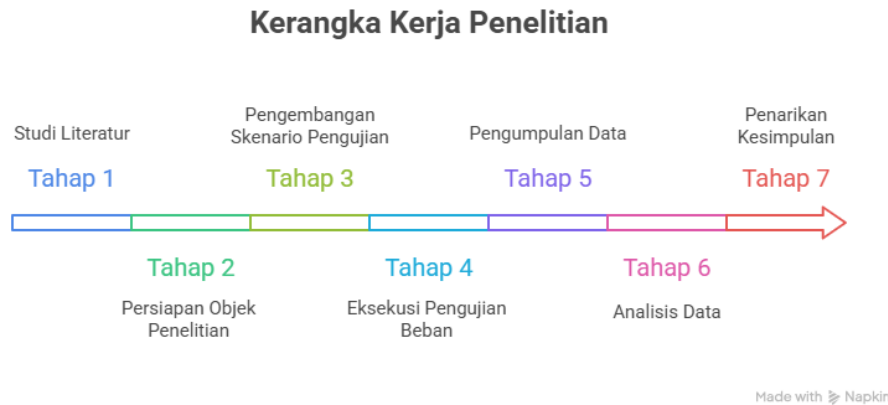 Kerangka Kerja Penelitian
Studi Literatur
Tahap 1
Tahap 2
Persiapan Objek
Penelitian
Pengembangan
Skenario Pengujian
Tahap 3
Tahap 4
Eksekusi Pengujian
Beban
Pengumpulan Data
Tahap 5
Tahap 6
Analisis Data
Penarikan
Kesimpulan
Tahap 7
Made with Napkin